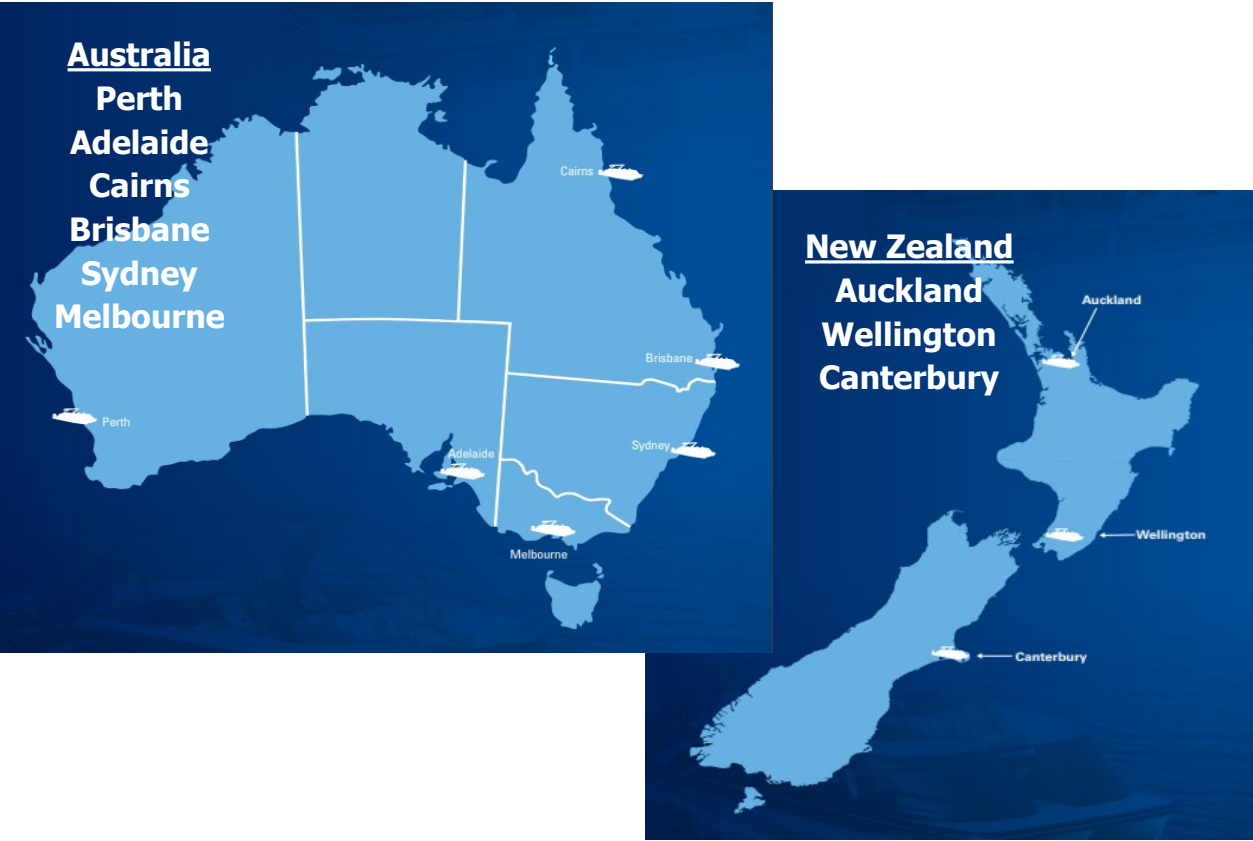 Australia
Perth
Adelaide
Cairns
Brisbane
Sydney
Melbourne
Cairns
Brisbane
Perth
Sydney
Adelaide
Melbourne
New Zealand
Auckland
Wellington
Canterbury
Auckland
Wellington
Canterbury